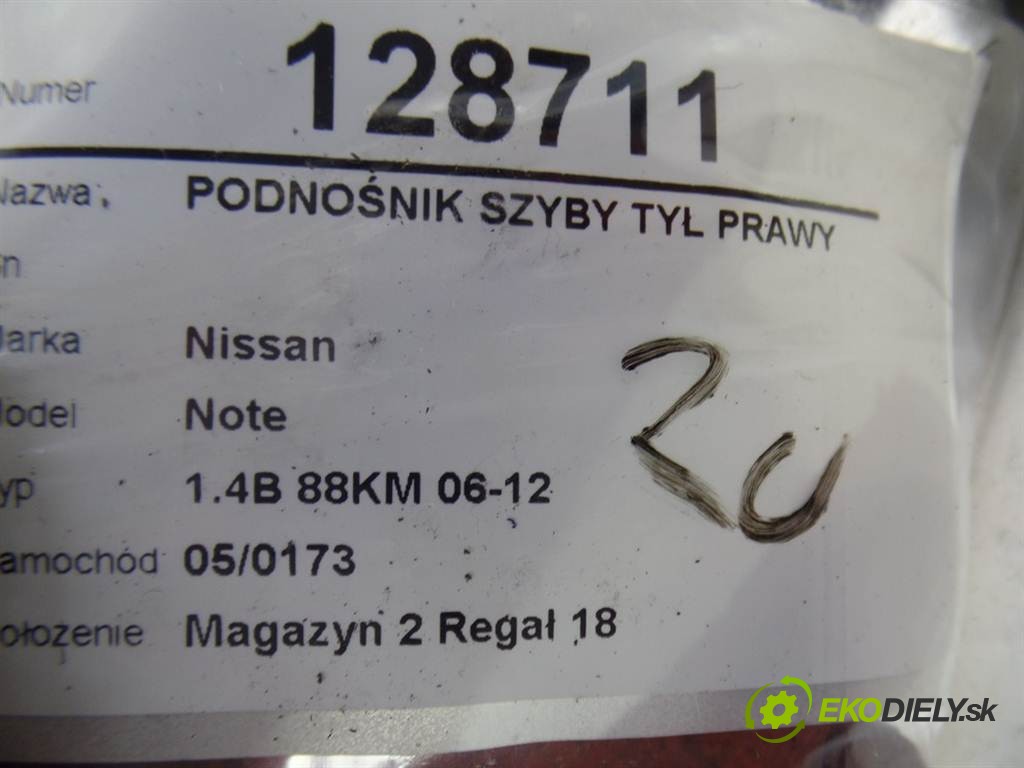 Numer 128711
Nazwa: PODNOŚNIK SZYBY TYŁ PRAWY
Marka Nissan
Model Note
Typ 1.4B 88KM 06-12
Samochód 05/0173
Położenie Magazyn 2 Regał 18
EKODIELY.sk